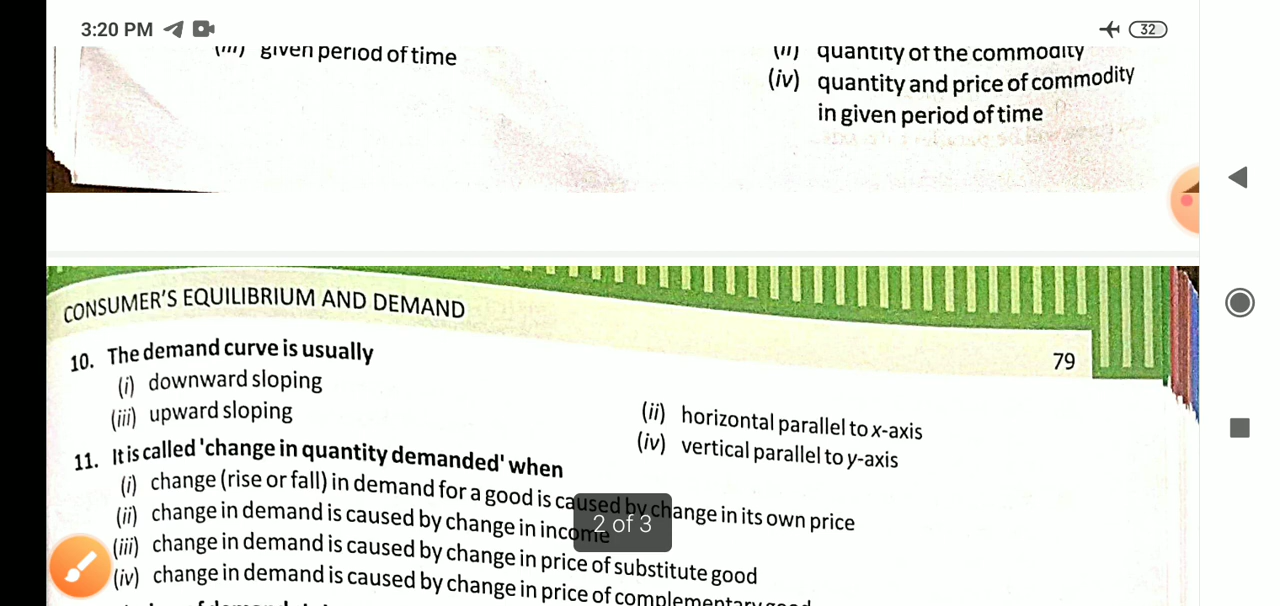 3:20 PM
32
(iii) given period of time
(ii) quantity of the commodity
(iv) quantity and price of commodity
in given period of time
CONSUMER'S EQUILIBRIUM AND DEMAND
79
10. The demand curve is usually
(i) downward sloping
(ii) horizontal parallel to x-axis
(iii) upward sloping
(iv) vertical parallel to y-axis
11. It is called 'change in quantity demanded' when
(i) change (rise or fall) in demand for a good is caused by change in its own price
(ii) change in demand is caused by change in income
2 of 3
(iii) change in demand is caused by change in price of substitute good
(iv) change in demand is caused by change in price of complementary good